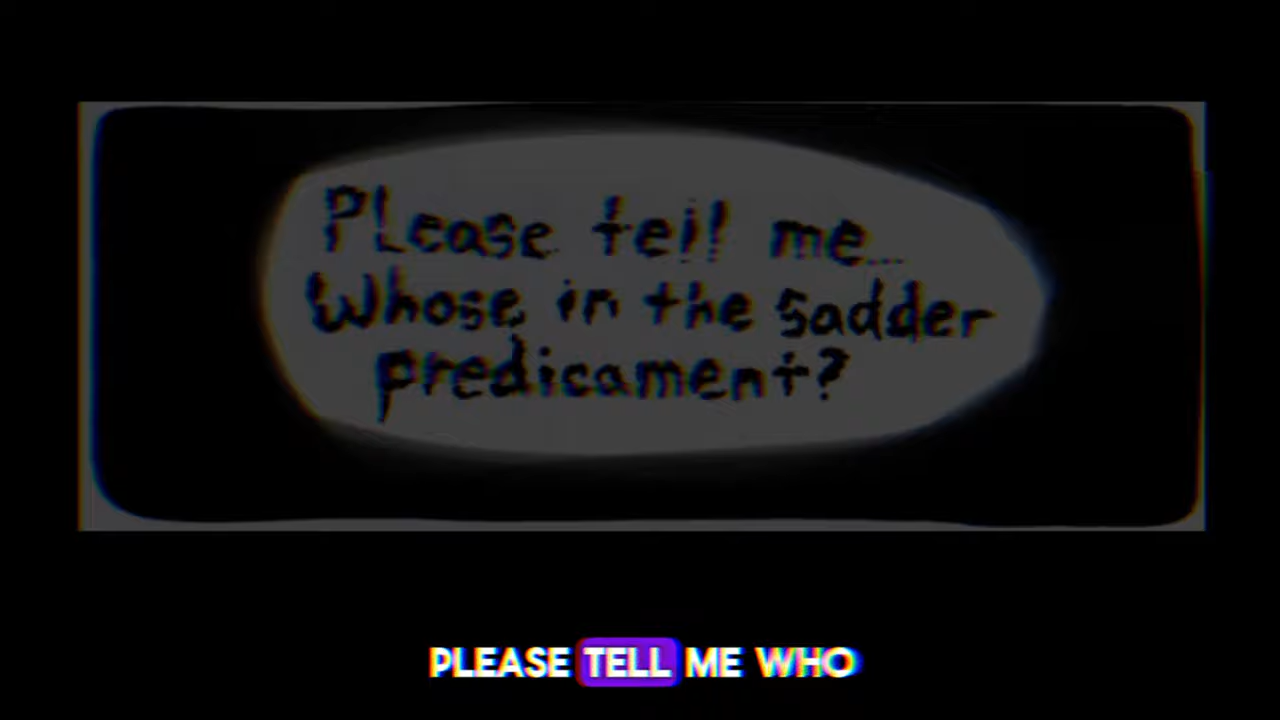 PLease tell me...
Whose in the sadder
predicament?
PLEASE TELL ME WHO